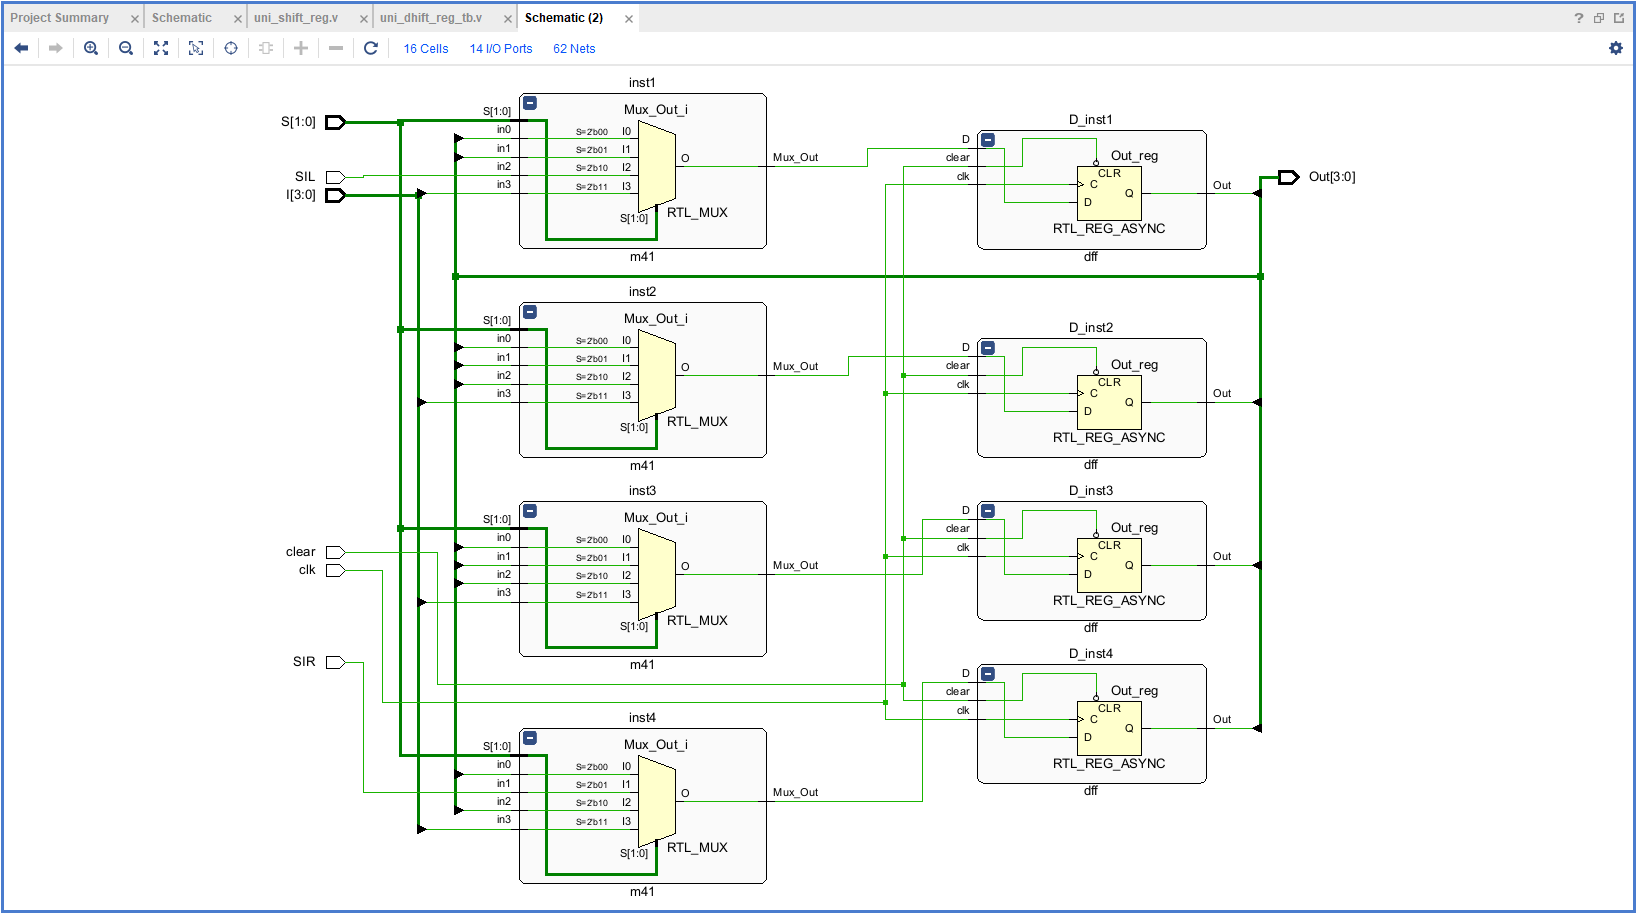 Project Summary Schematic uni_shift_reg.v uni_dhift_reg_tb.v Schematic (2)
16 Cells 14 I/O Ports 62 Nets
inst1
S[1:0]
SIL
I[3:0]
S[1:0]
in0
in1
in2
in3
Mux_Out_i
S=2'b00 I0
S=2'b01 I1
S=2'b10 I2
S=2'b11 I3
S[1:0]
O
RTL_MUX
Mux_Out
m41
D_inst1
D
clear
clk
Out_reg
CLR
C
Q
D
RTL_REG_ASYNC
Out
dff
Out[3:0]
inst2
S[1:0]
in0
in1
in2
in3
Mux_Out_i
S=2'b00 I0
S=2'b01 I1
S=2'b10 I2
S=2'b11 I3
S[1:0]
O
RTL_MUX
Mux_Out
m41
D_inst2
D
clear
clk
Out_reg
CLR
C
Q
D
RTL_REG_ASYNC
Out
dff
inst3
S[1:0]
in0
in1
in2
in3
Mux_Out_i
S=2'b00 I0
S=2'b01 I1
S=2'b10 I2
S=2'b11 I3
S[1:0]
O
RTL_MUX
Mux_Out
m41
D_inst3
D
clear
clk
Out_reg
CLR
C
Q
D
RTL_REG_ASYNC
Out
dff
clear
clk
SIR
inst4
S[1:0]
in0
in1
in2
in3
Mux_Out_i
S=2'b00 I0
S=2'b01 I1
S=2'b10 I2
S=2'b11 I3
S[1:0]
O
RTL_MUX
Mux_Out
m41
D_inst4
D
clear
clk
Out_reg
CLR
C
Q
D
RTL_REG_ASYNC
Out
dff